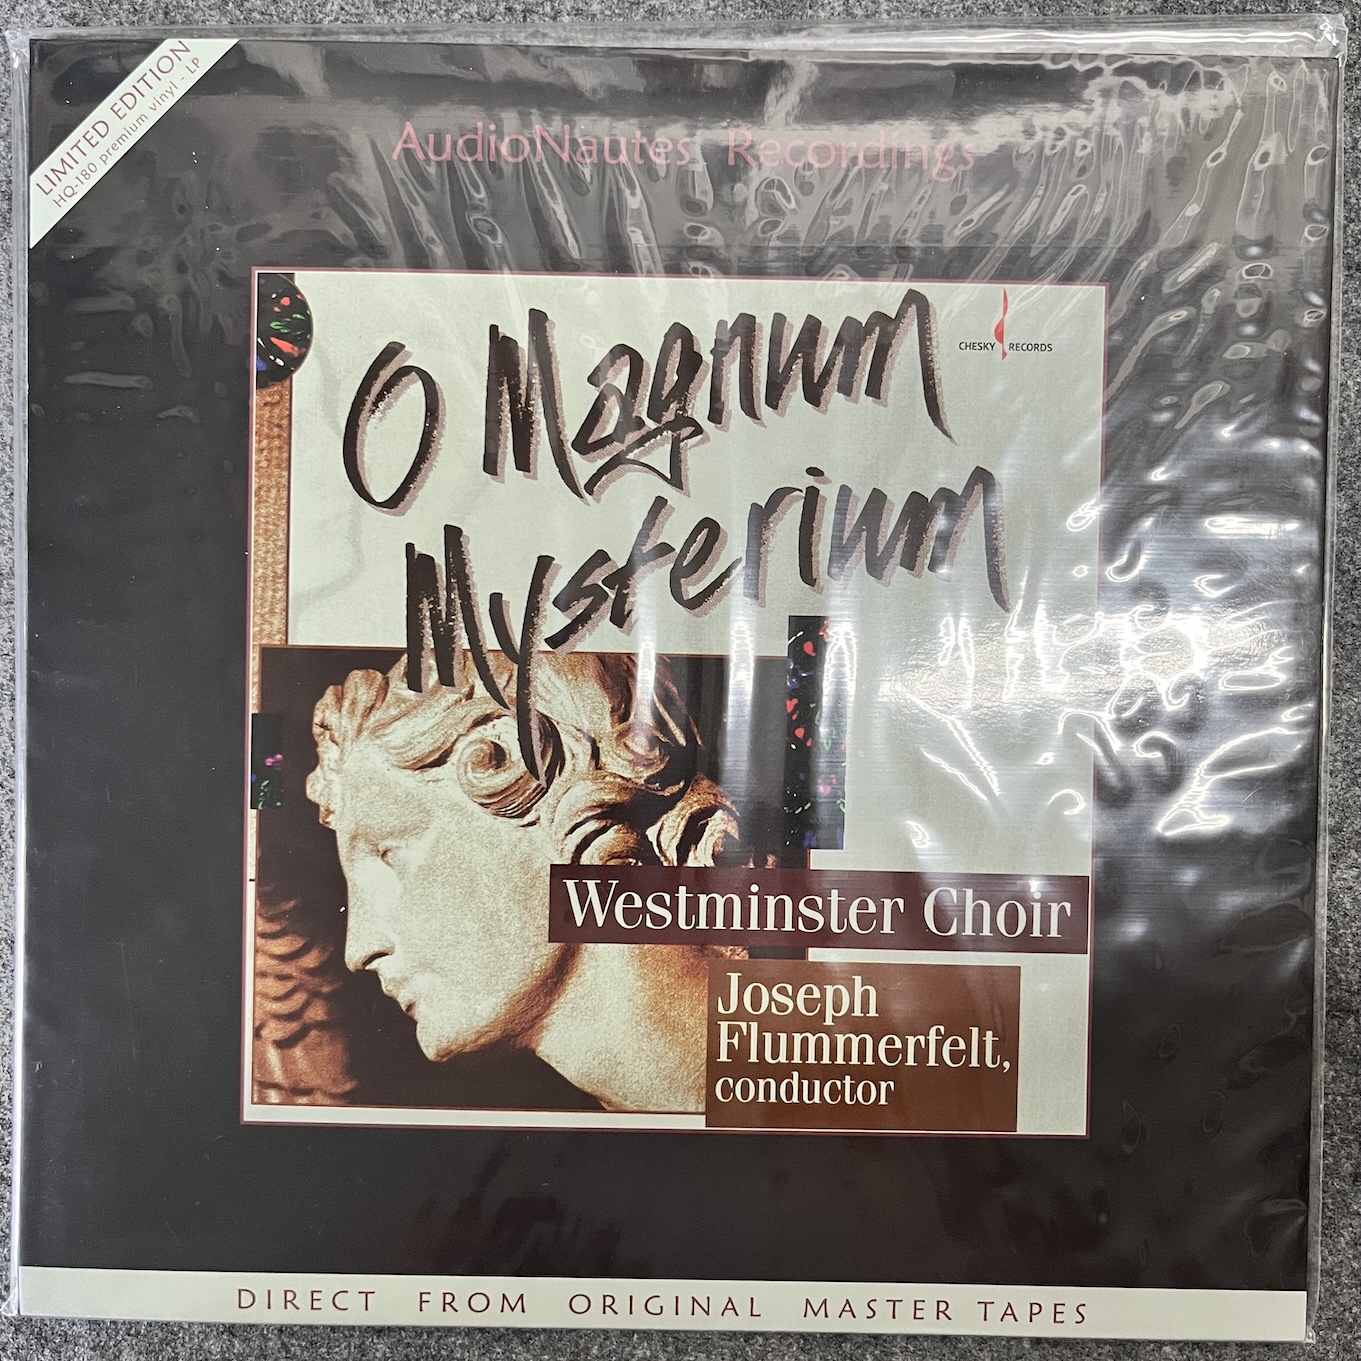 LIMITED EDITION
HQ-180 premium vinyl - LP
AudioNautes Recordings
O Magnum
CHESKY RECORDS
Mysterium
Westminster Choir
Joseph
Flummerfelt,
conductor
DIRECT FROM ORIGINAL MASTER TAPES